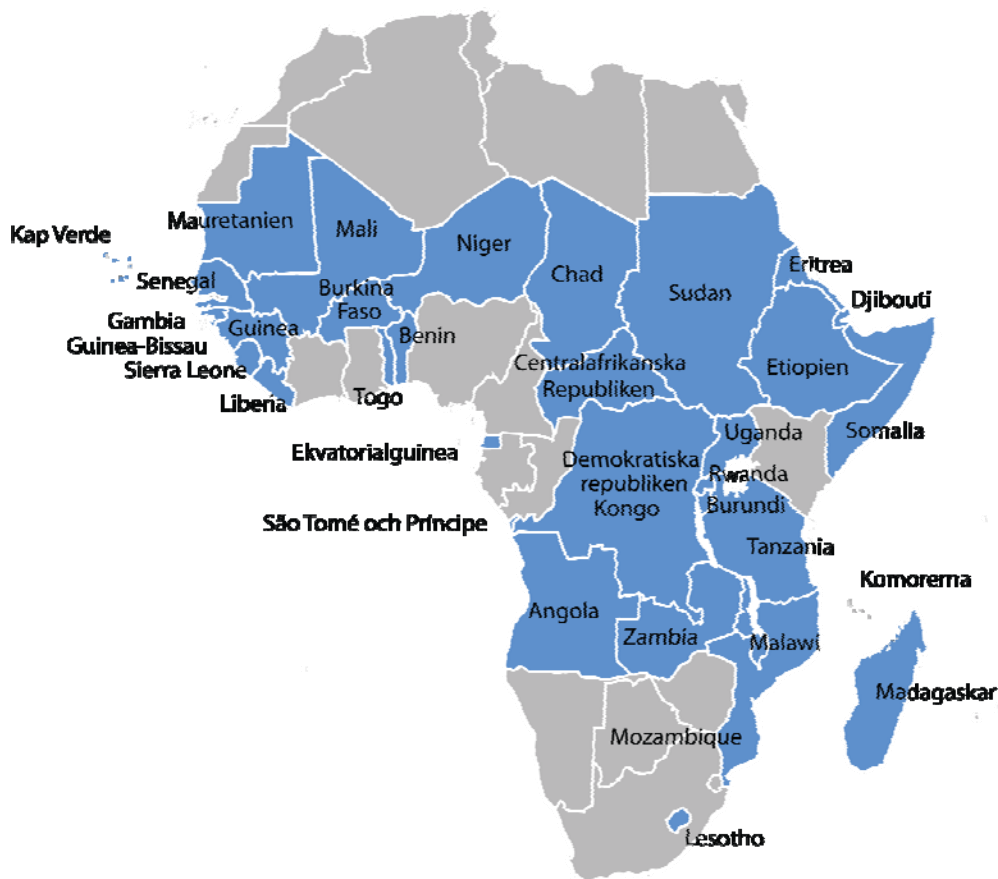 Mauretanien
Mali
Niger
Chad
Sudan
Eritrea
Djibouti
Kap Verde
Senegal
Burkina
Faso
Gambia
Guinea
Benin
Guinea-Bissau
Sierra Leone
Centralafrikanska
Republiken
Etiopien
Liberia
Togo
Ekvatorialguinea
Uganda
Somalia
Demokratiska
republiken
Kongo
Rwanda
Burundi
São Tomé och Príncipe
Tanzania
Komorerna
Angola
Zambia
Malawi
Madagaskar
Mozambique
Lesotho